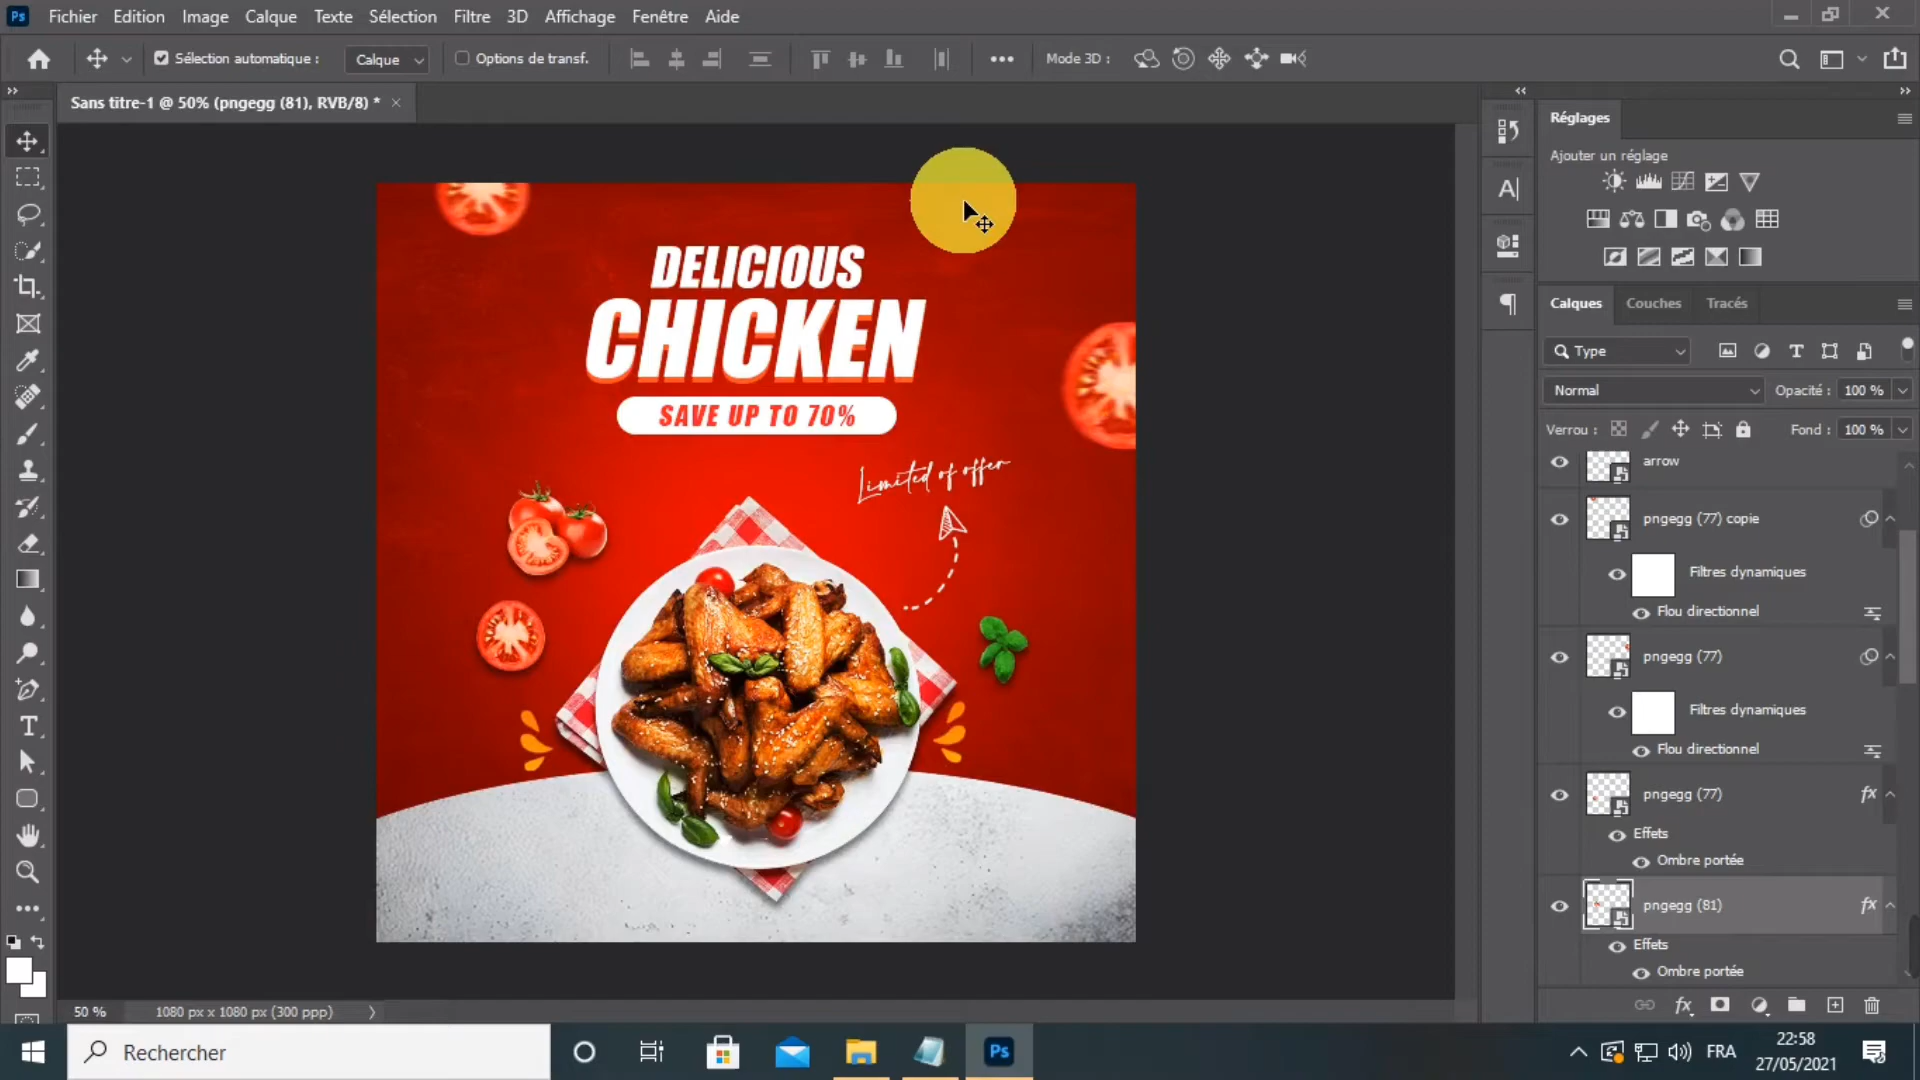 Ps Fichier Edition Image Calque Texte Sélection Filtre 3D Affichage Fenêtre Aide
Sélection automatique : Calque Options de transf. Mode 3D :
Sans titre-1 @ 50% (pngegg (81), RVB/8) *
Réglages
Ajouter un réglage
DELICIOUS
CHICKEN
SAVE UP TO 70%
Limited of offer
Calques Couches Tracés
Type
Normal Opacité : 100 %
Verrou : Fond : 100 %
arrow
pngegg (77) copie
Filtres dynamiques
Flou directionnel
pngegg (77)
Filtres dynamiques
Flou directionnel
pngegg (77) fx
Effets
Ombre portée
pngegg (81) fx
Effets
Ombre portée
50 % 1080 px x 1080 px (300 ppp)
Rechercher
Ps
FRA
22:58
27/05/2021